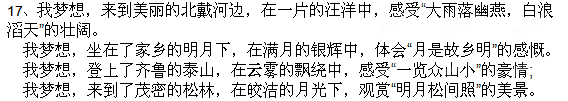 17、我梦想，来到美丽的北戴河边，在一片的汪洋中，感受“大雨落幽燕，白浪
滔天”的壮阔。
我梦想，坐在了家乡的明月下，在满月的银辉中，体会“月是故乡明”的感慨。
我梦想，登上了齐鲁的泰山，在云雾的飘绕中，感受“一览众山小”的豪情；
我梦想，来到了茂密的松林，在皎洁的月光下，观赏“明月松间照”的美景。